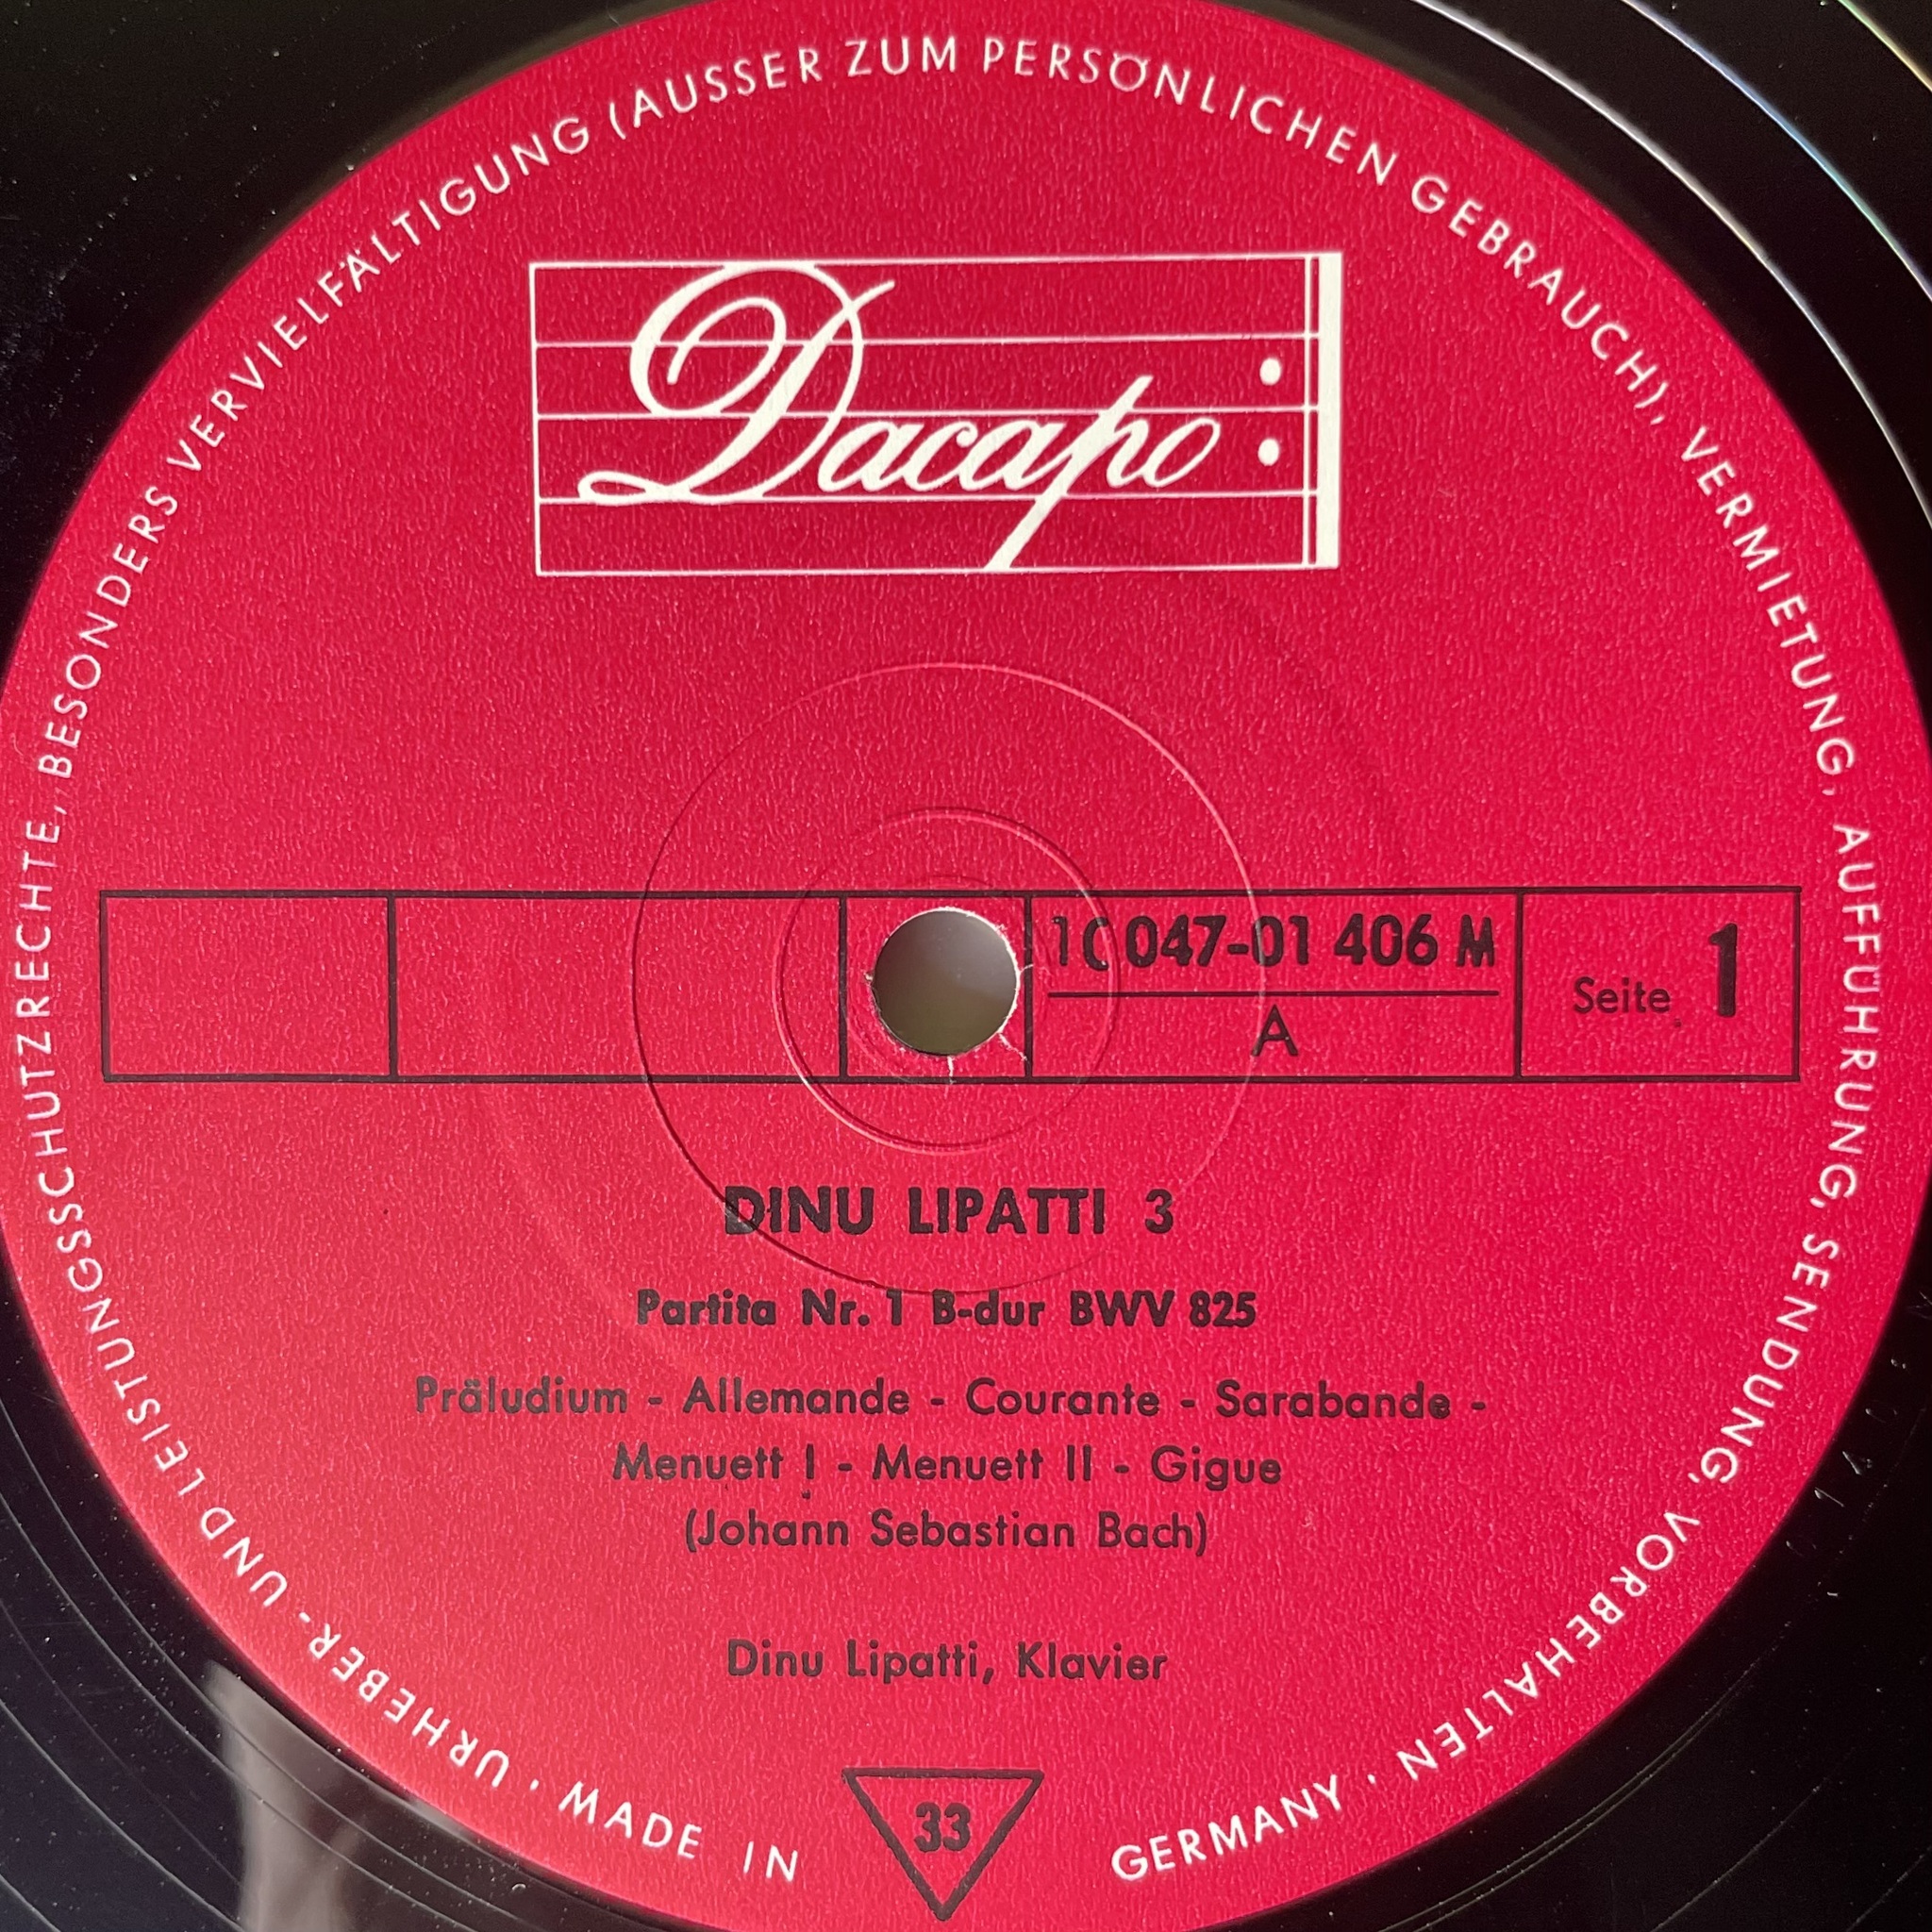 URHEBER- UND LEISTUNGSSCHUTZRECHTE, BESONDERS VERVIELFÄLTIGUNG (AUSSER ZUM PERSÖNLICHEN GEBRAUCH), VERMIETUNG, AUFFÜHRUNG, SENDUNG, VORBEHALTEN
Dacapo
1C 047-01 406 M
A
Seite 1
DINU LIPATTI 3
Partita Nr. 1 B-dur BWV 825
Präludium - Allemande - Courante - Sarabande -
Menuett I - Menuett II - Gigue
(Johann Sebastian Bach)
Dinu Lipatti, Klavier
33
· MADE IN GERMANY ·